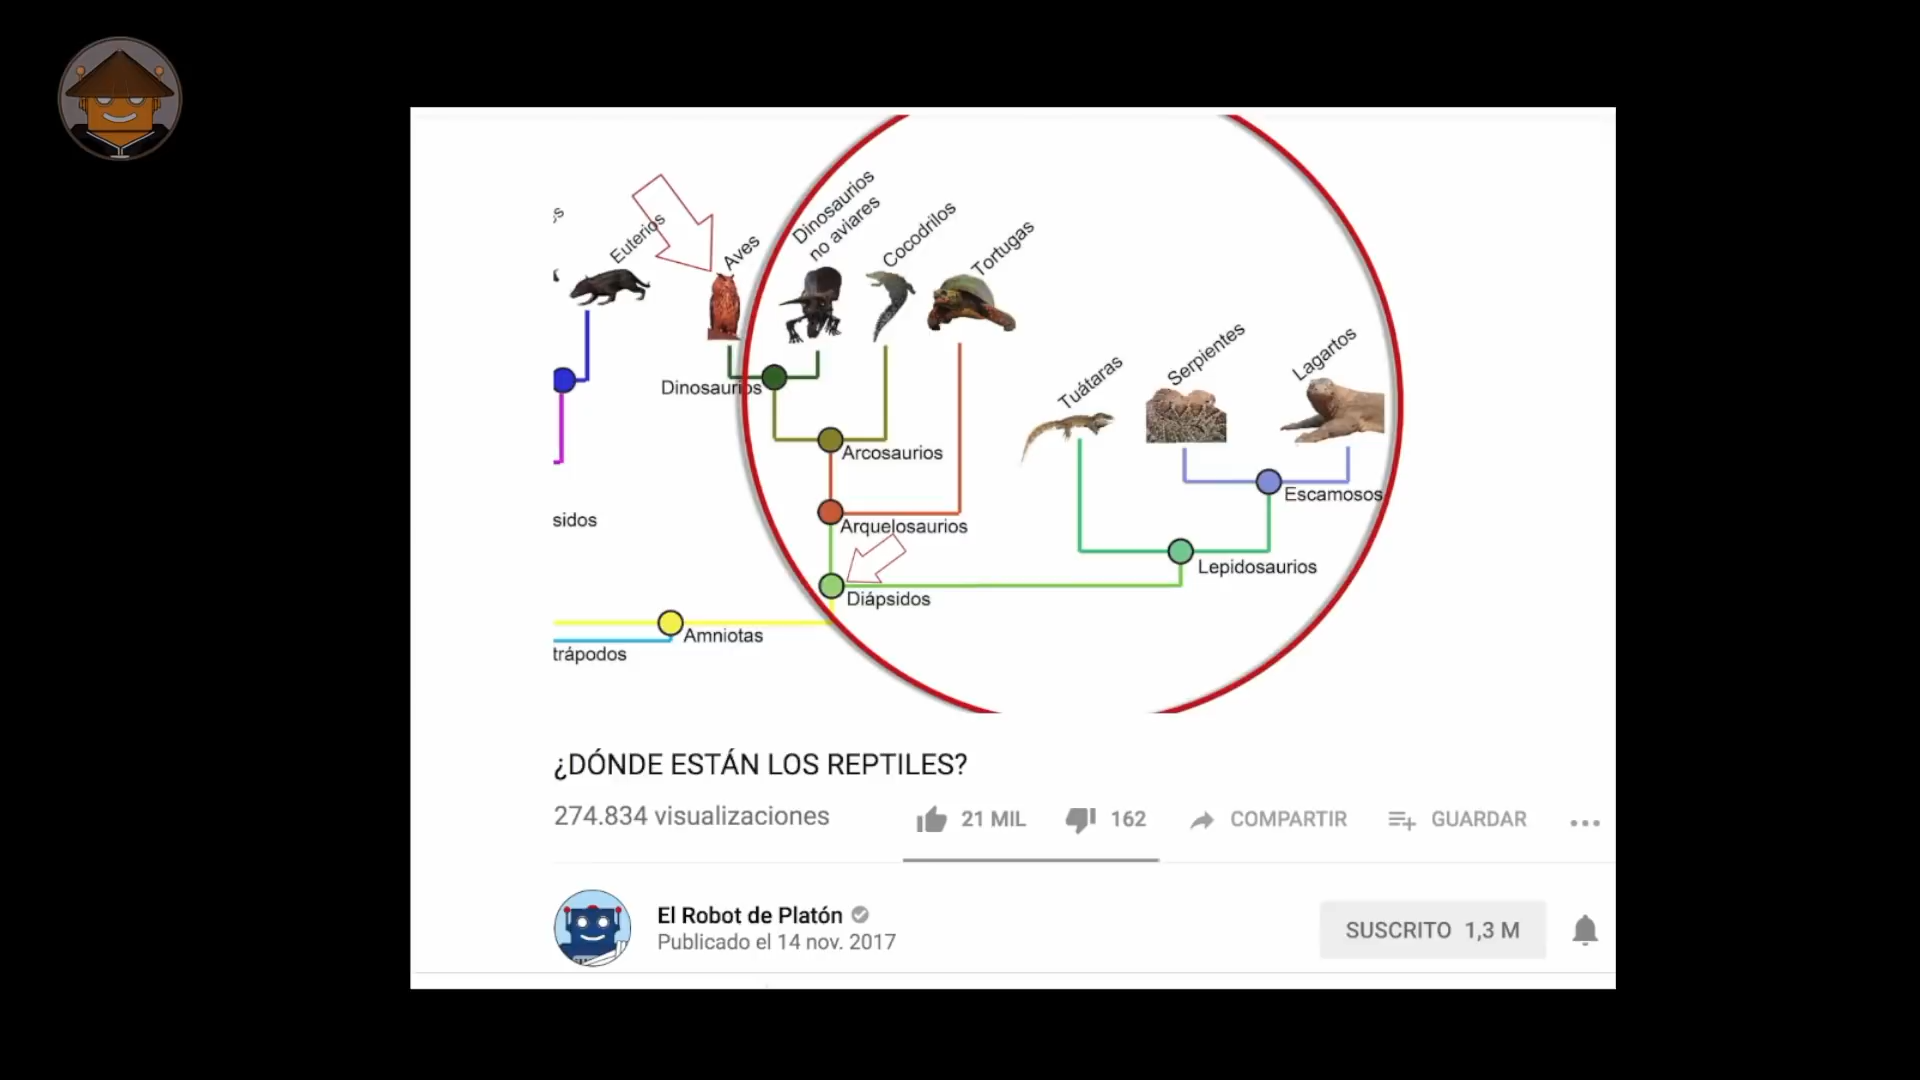 Euterios
Aves
Dinosaurios
no aviares
Cocodrilos
Tortugas
Tuátaras
Serpientes
Lagartos
Dinosaurios
Arcosaurios
Escamosos
sidos
Arquelosaurios
Lepidosaurios
Diápsidos
Amniotas
trápodos
¿DÓNDE ESTÁN LOS REPTILES?
274.834 visualizaciones
21 MIL
162
COMPARTIR
GUARDAR
El Robot de Platón
Publicado el 14 nov. 2017
SUSCRITO 1,3 M